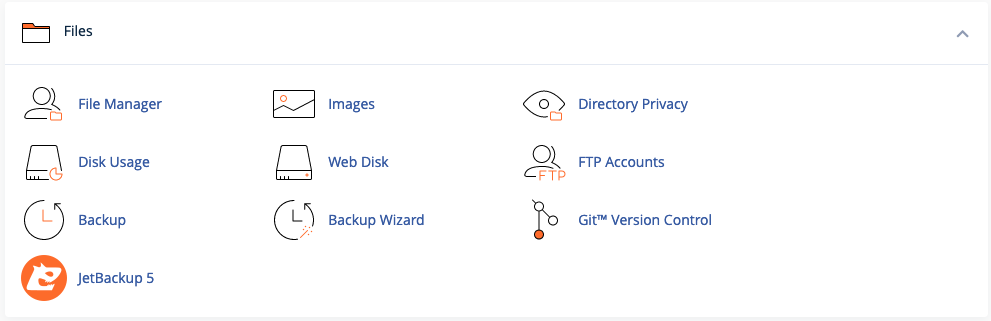 Files
File Manager
Images
Directory Privacy
Disk Usage
Web Disk
FTP Accounts
FTP
Backup
Backup Wizard
Git™ Version Control
JetBackup 5